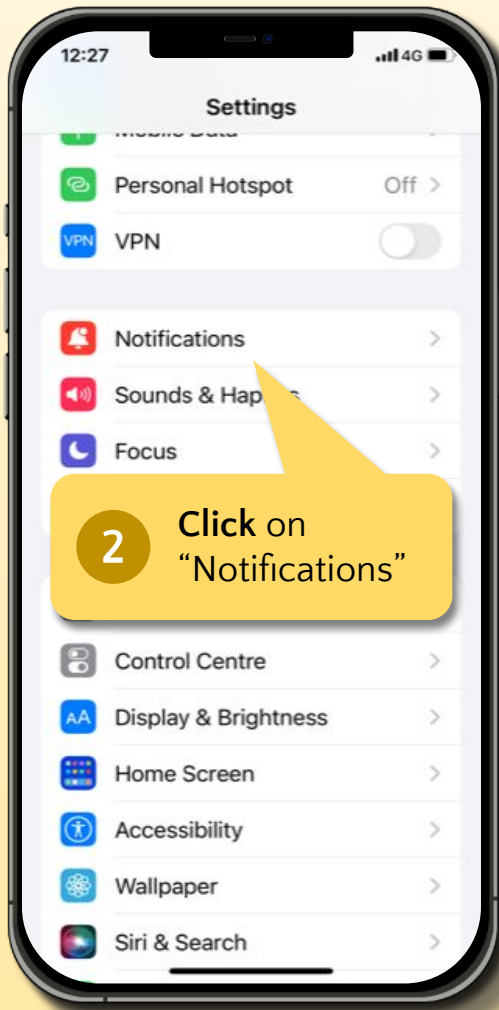 12:27
4G
Settings
Personal Hotspot Off
VPN VPN
Notifications
Sounds &
Focus
2 Click on
“Notifications”
Control Centre
AA Display & Brightness
Home Screen
Accessibility
Wallpaper
Siri & Search